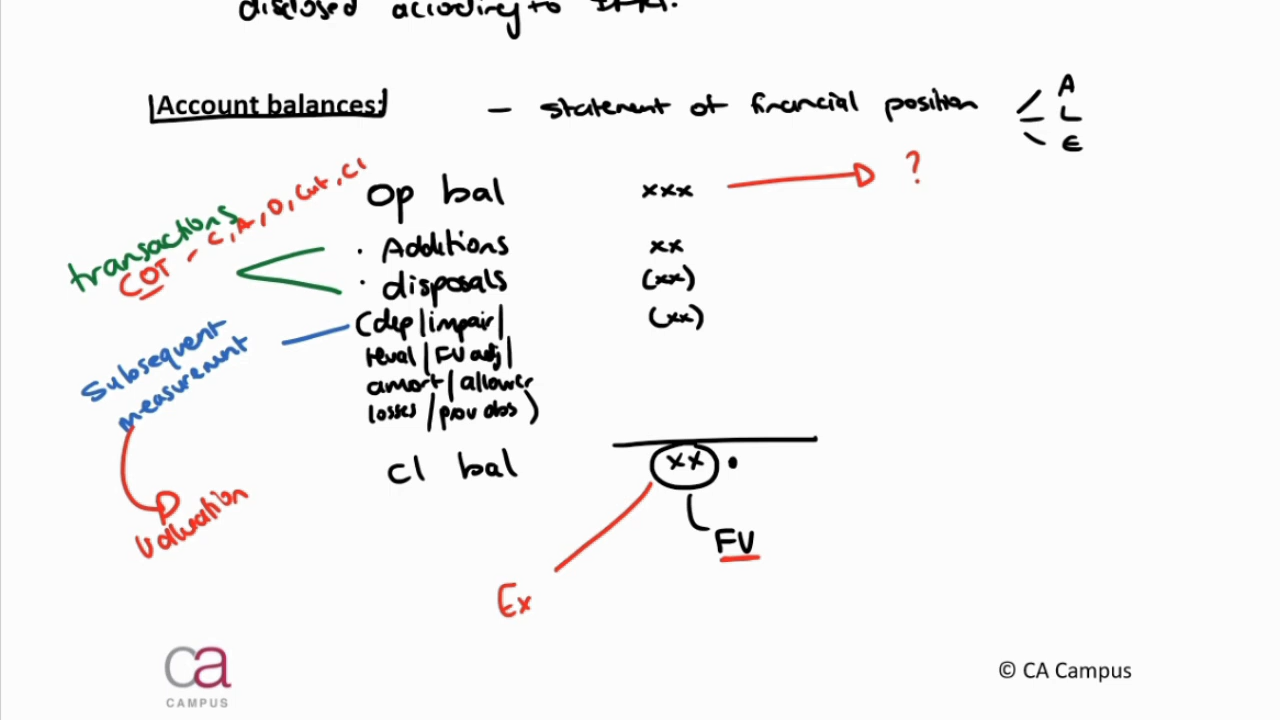 disclosed according to
Account balances: – statement of financial position
A
L
E
Op bal xxx ?
transactions
COT - C, A, O, Cut, Cl
· Additions xx
· disposals (xx)
(dep/impair/ (xx)
reval/FV adj/
amort/allower
losses/prov obs)
Subsequent
measurement
cl bal xx
Valuation
FV
Ex
ca
CAMPUS
© CA Campus